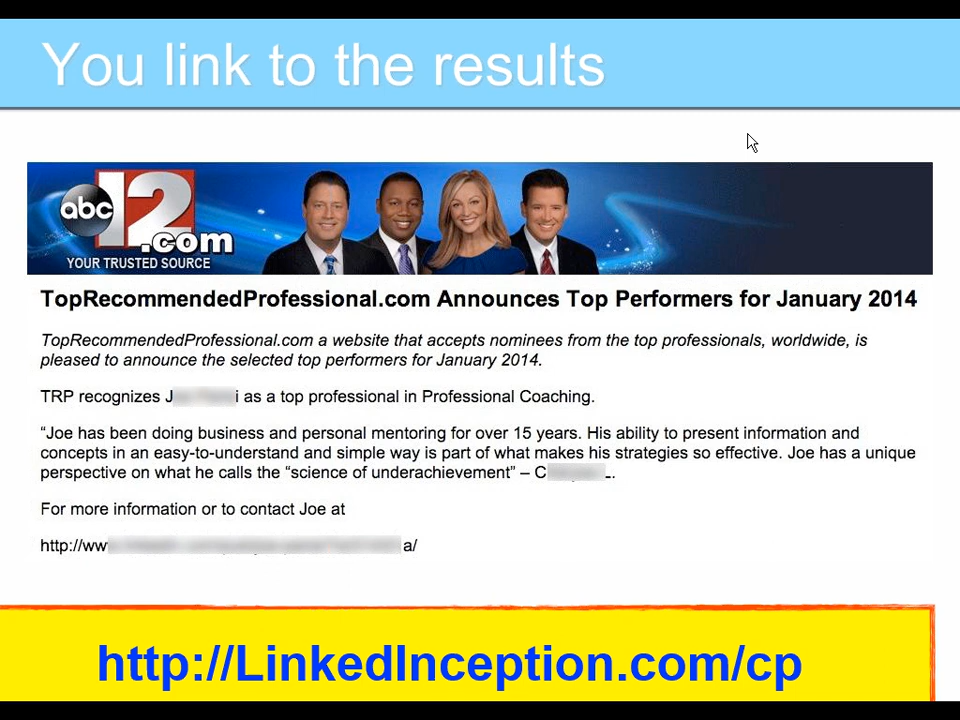 You link to the results
abc 12 .com
YOUR TRUSTED SOURCE
TopRecommendedProfessional.com Announces Top Performers for January 2014
TopRecommendedProfessional.com a website that accepts nominees from the top professionals, worldwide, is
pleased to announce the selected top performers for January 2014.
TRP recognizes J i as a top professional in Professional Coaching.
“Joe has been doing business and personal mentoring for over 15 years. His ability to present information and
concepts in an easy-to-understand and simple way is part of what makes his strategies so effective. Joe has a unique
perspective on what he calls the “science of underachievement” – C L.
For more information or to contact Joe at
http://ww a/
http://LinkedInception.com/cp